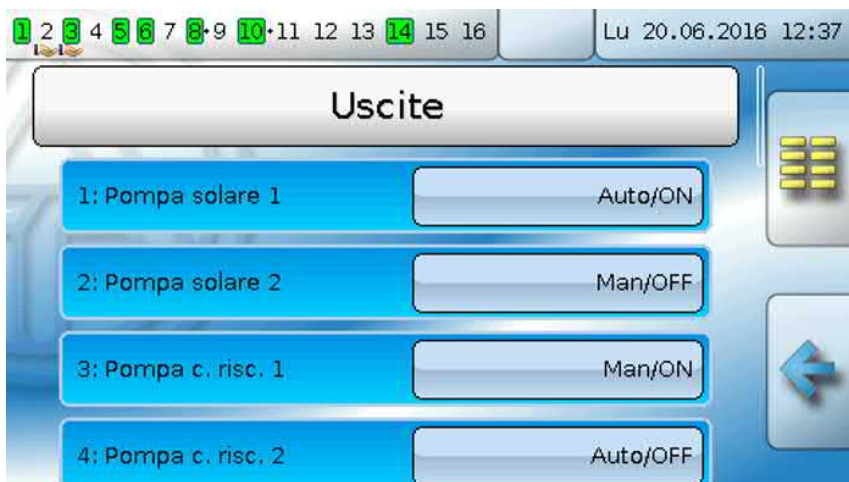 1 2 3 4 5 6 7 8·9 10·11 12 13 14 15 16 Lu 20.06.2016 12:37
Uscite
1: Pompa solare 1 Auto/ON
2: Pompa solare 2 Man/OFF
3: Pompa c. risc. 1 Man/ON
4: Pompa c. risc. 2 Auto/OFF